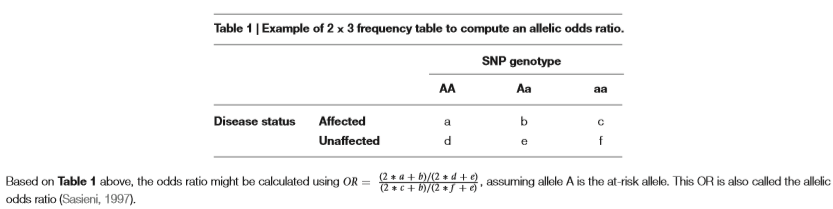 Table 1 | Example of 2 x 3 frequency table to compute an allelic odds ratio.
SNP genotype
AA Aa aa
Disease status Affected a b c
Unaffected d e f
Based on Table 1 above, the odds ratio might be calculated using OR = (2 * a + b)/(2 * d + e) / (2 * c + b)/(2 * f + e), assuming allele A is the at-risk allele. This OR is also called the allelic
odds ratio (Sasieni, 1997).